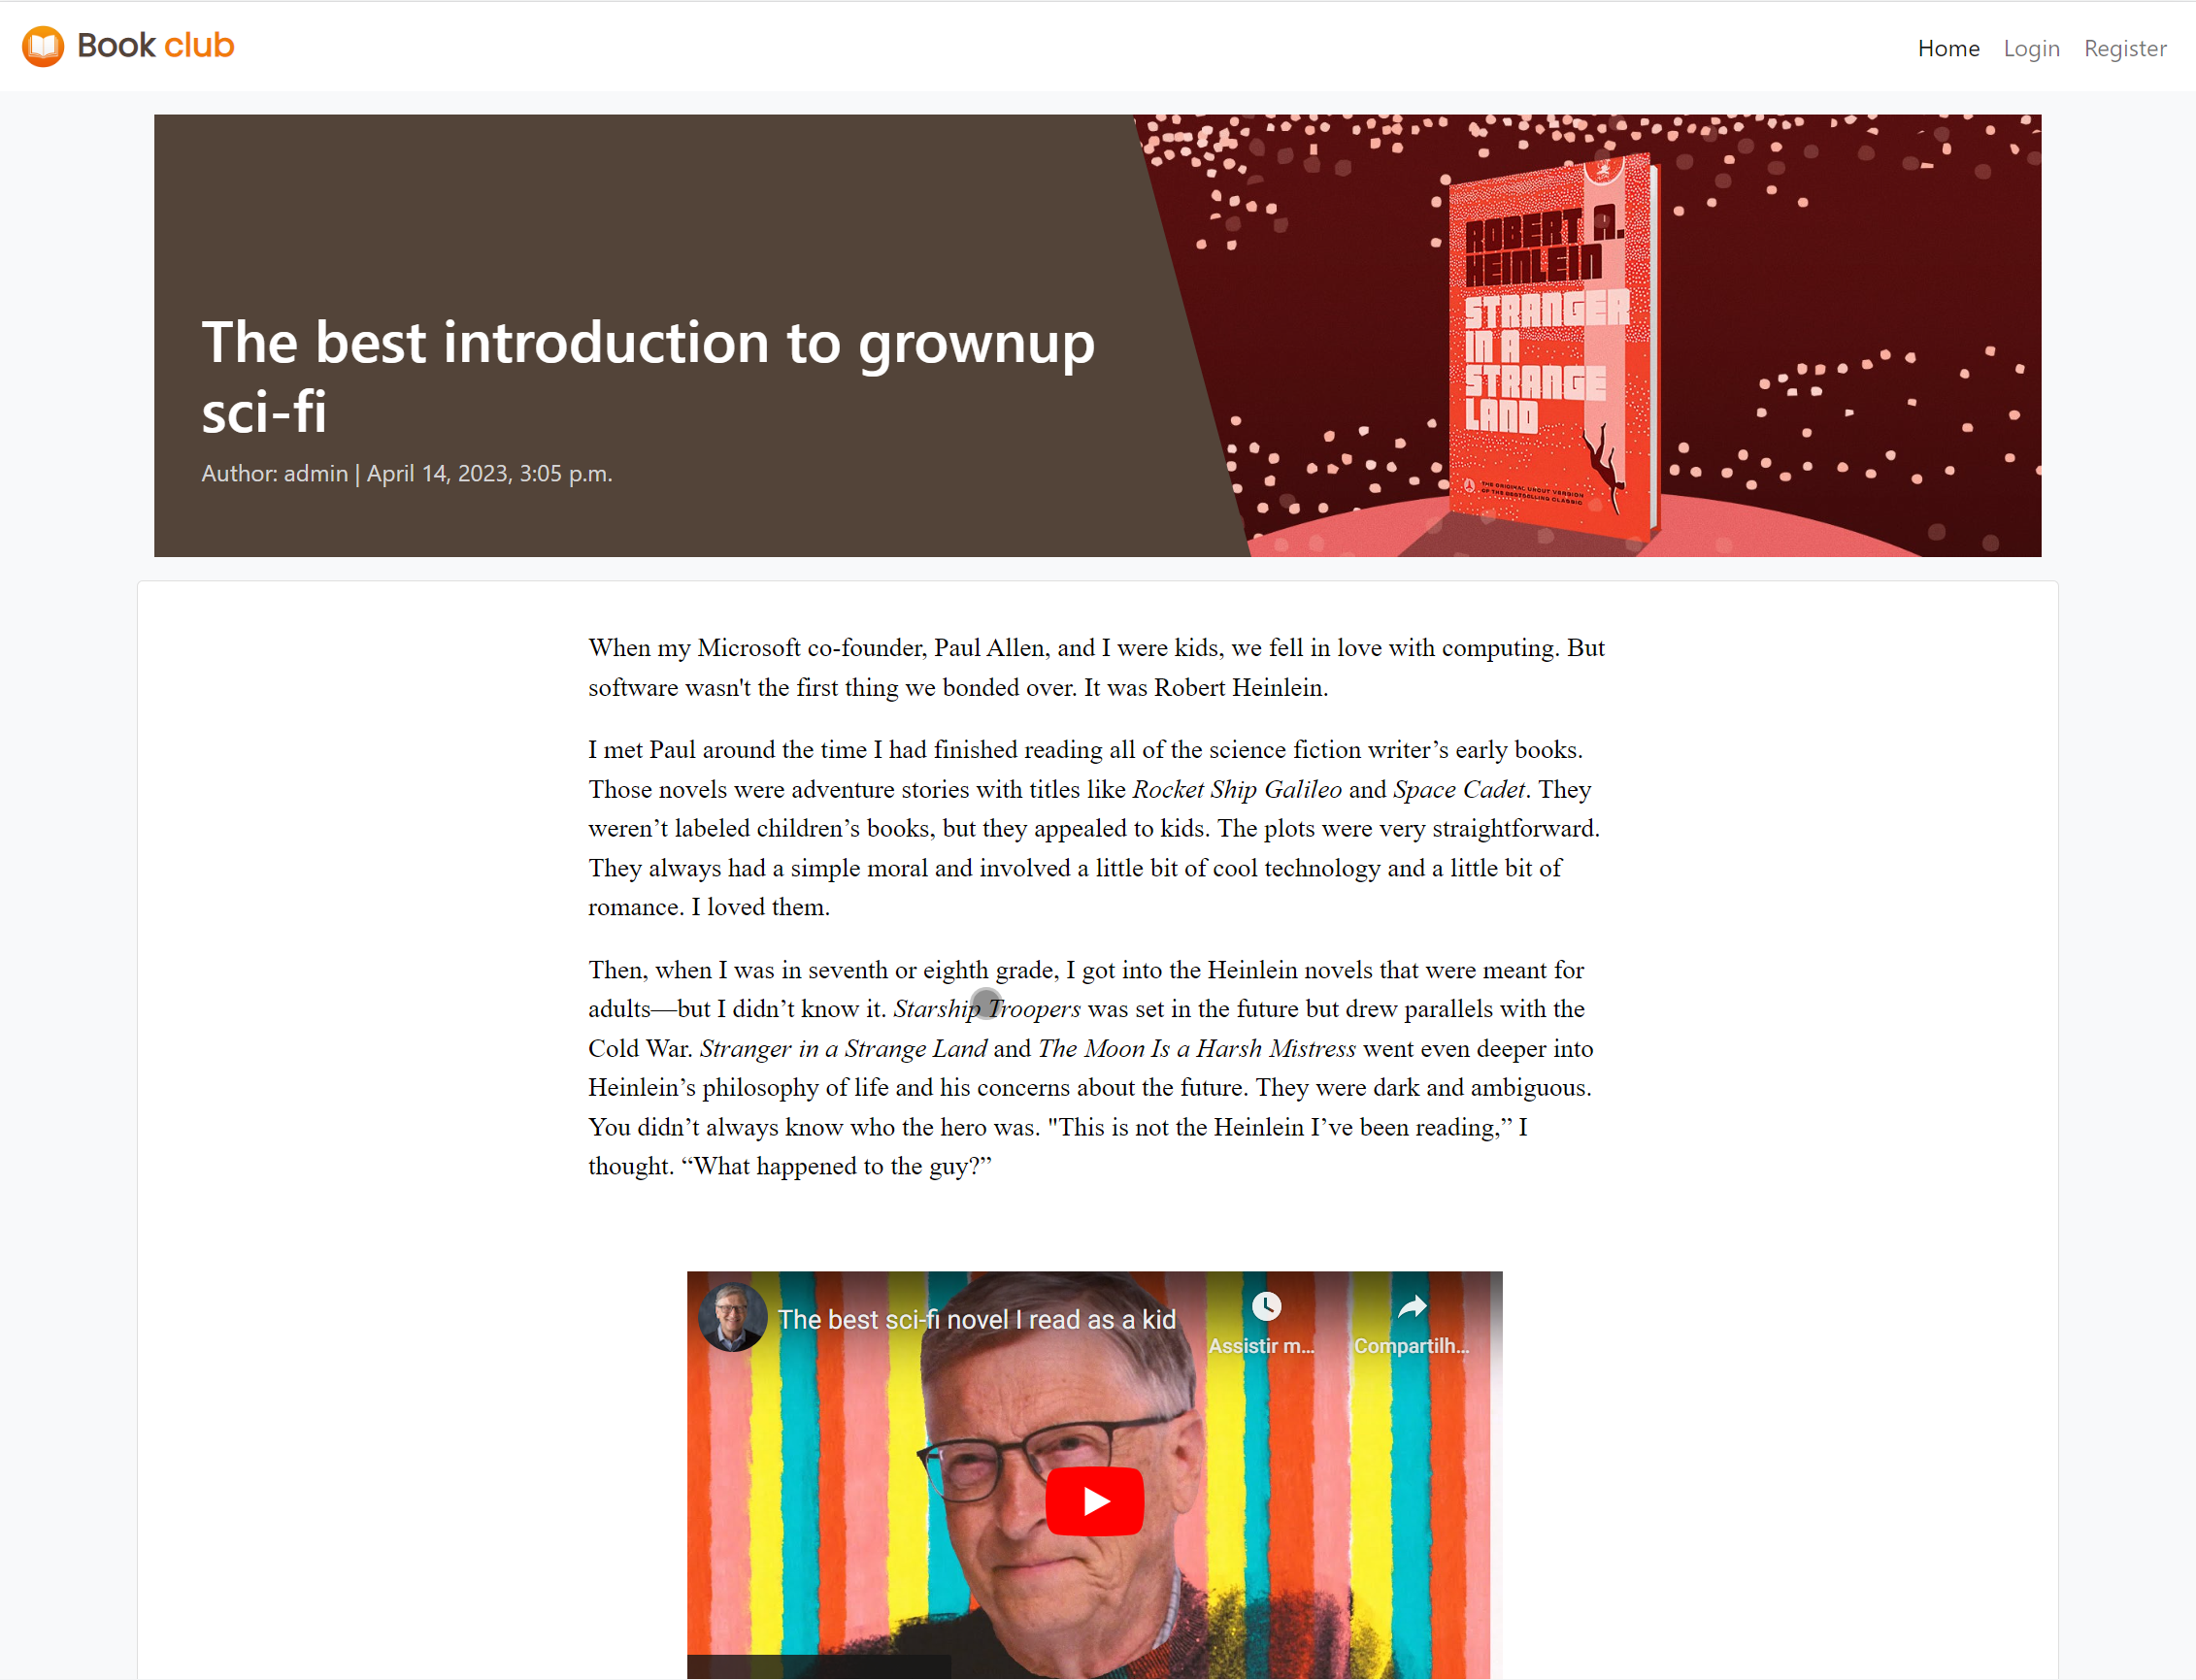 Book club
Home Login Register
The best introduction to grownup
sci-fi
Author: admin | April 14, 2023, 3:05 p.m.
ROBERT A.
HEINLEIN
STRANGER
IN A
STRANGE
LAND
THE ORIGINAL UNCUT VERSION
OF THE BESTSELLING CLASSIC
When my Microsoft co-founder, Paul Allen, and I were kids, we fell in love with computing. But
software wasn't the first thing we bonded over. It was Robert Heinlein.
I met Paul around the time I had finished reading all of the science fiction writer’s early books.
Those novels were adventure stories with titles like Rocket Ship Galileo and Space Cadet. They
weren’t labeled children’s books, but they appealed to kids. The plots were very straightforward.
They always had a simple moral and involved a little bit of cool technology and a little bit of
romance. I loved them.
Then, when I was in seventh or eighth grade, I got into the Heinlein novels that were meant for
adults—but I didn’t know it. Starship Troopers was set in the future but drew parallels with the
Cold War. Stranger in a Strange Land and The Moon Is a Harsh Mistress went even deeper into
Heinlein’s philosophy of life and his concerns about the future. They were dark and ambiguous.
You didn’t always know who the hero was. "This is not the Heinlein I’ve been reading,” I
thought. “What happened to the guy?”
The best sci-fi novel I read as a kid
Assistir m...
Compartilh...